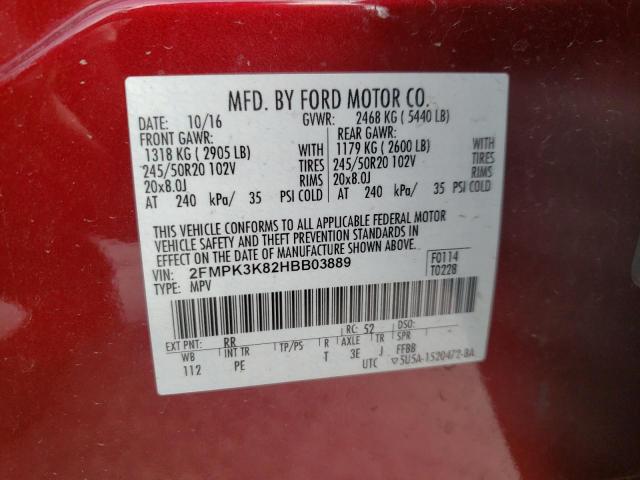 MFD. BY FORD MOTOR CO.
DATE: 10/16 GVWR: 2468 KG ( 5440 LB)
FRONT GAWR: REAR GAWR:
1318 KG ( 2905 LB) WITH 1179 KG ( 2600 LB) WITH
245/50R20 102V TIRES 245/50R20 102V TIRES
20x8.0J RIMS 20x8.0J RIMS
AT 240 kPa/ 35 PSI COLD AT 240 kPa/ 35 PSI COLD
THIS VEHICLE CONFORMS TO ALL APPLICABLE FEDERAL MOTOR
VEHICLE SAFETY AND THEFT PREVENTION STANDARDS IN
EFFECT ON THE DATE OF MANUFACTURE SHOWN ABOVE.
VIN: 2FMPK3K82HBB03889 F0114
TYPE: MPV T0228
EXT PNT: RR RC: 52 DSO:
WB INT TR TP/PS R AXLE TR SPR
112 PE T 3E J FFBB
UTC ▽5U5A-1520472-BA